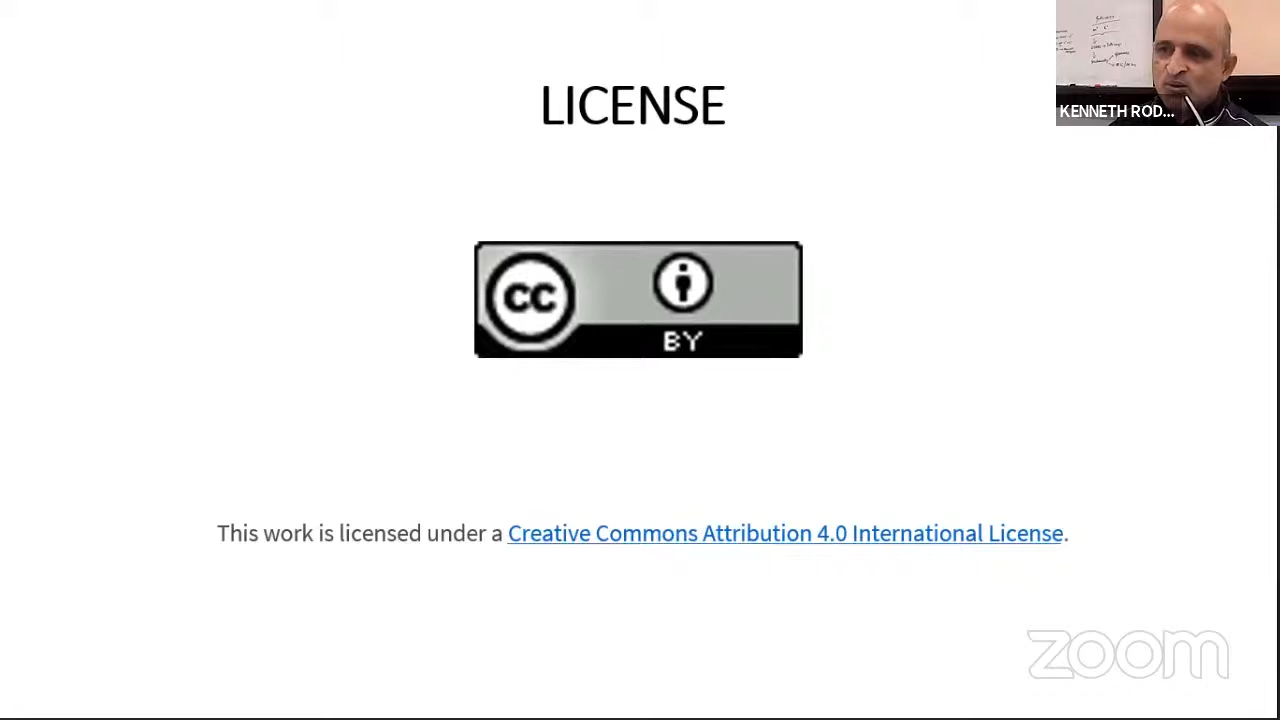 LICENSE
KENNETH ROD...
CC
BY
This work is licensed under a Creative Commons Attribution 4.0 International License.
zoom